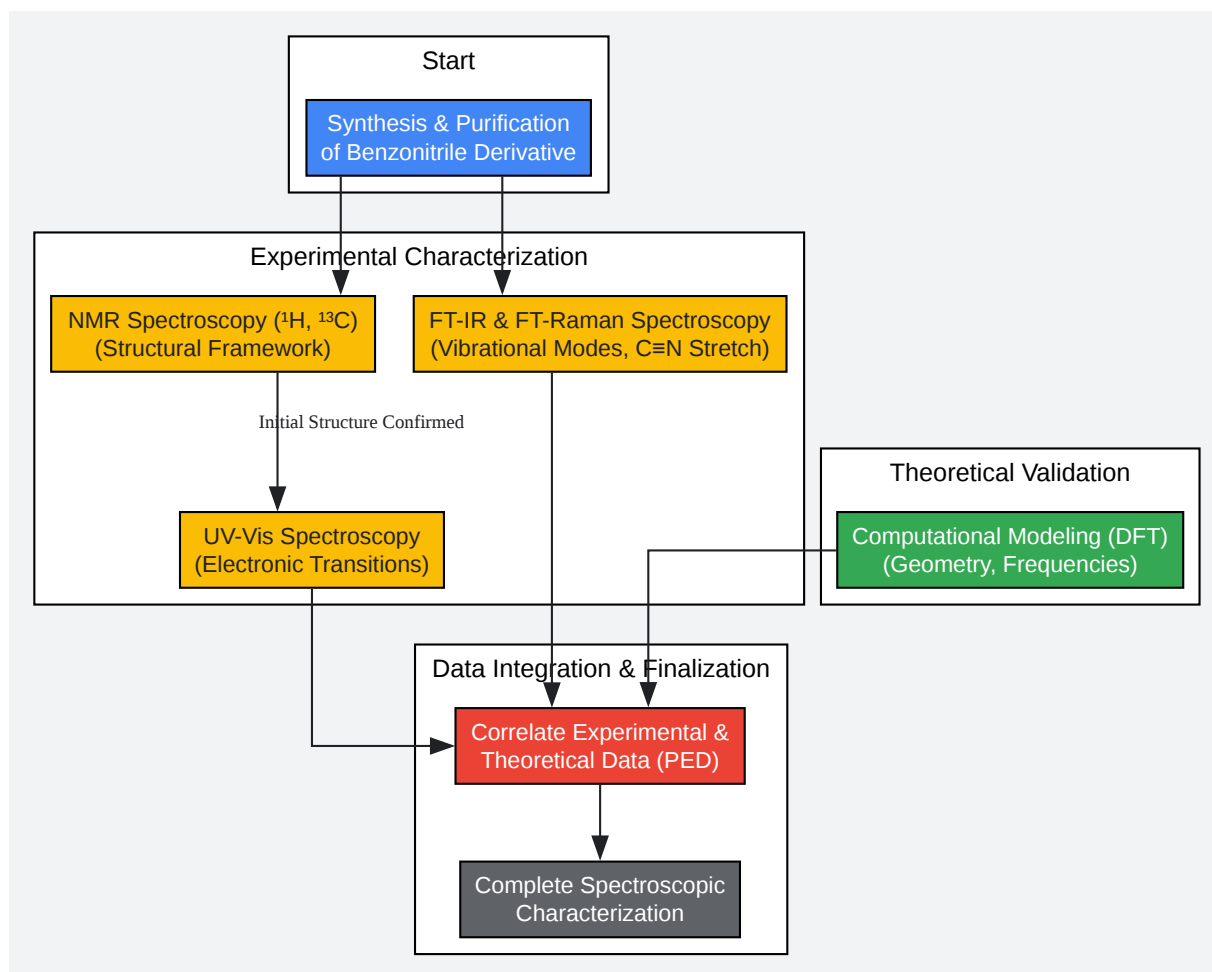 Start
Synthesis & Purification
of Benzonitrile Derivative
Experimental Characterization
NMR Spectroscopy (¹H, ¹³C)
(Structural Framework)
FT-IR & FT-Raman Spectroscopy
(Vibrational Modes, C≡N Stretch)
Initial Structure Confirmed
UV-Vis Spectroscopy
(Electronic Transitions)
Theoretical Validation
Computational Modeling (DFT)
(Geometry, Frequencies)
Data Integration & Finalization
Correlate Experimental &
Theoretical Data (PED)
Complete Spectroscopic
Characterization